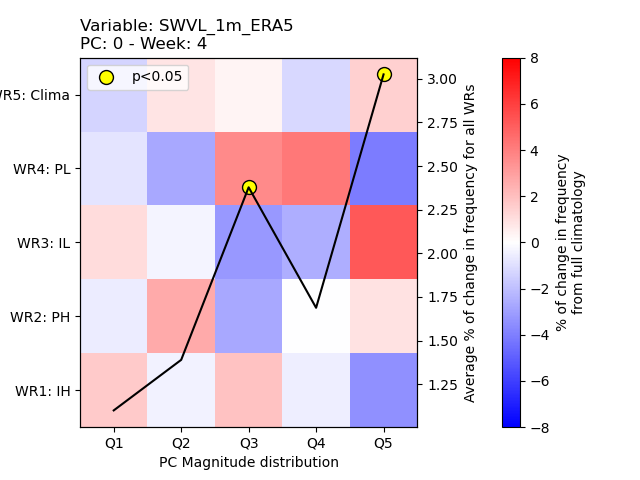 Variable: SWVL_1m_ERA5
PC: 0 - Week: 4
p<0.05
WR5: Clima
WR4: PL
WR3: IL
WR2: PH
WR1: IH
Q1
Q2
Q3
Q4
Q5
PC Magnitude distribution
3.00
2.75
2.50
2.25
2.00
1.75
1.50
1.25
Average % of change in frequency for all WRs
8
6
4
2
0
−2
−4
−6
−8
% of change in frequency
from full climatology